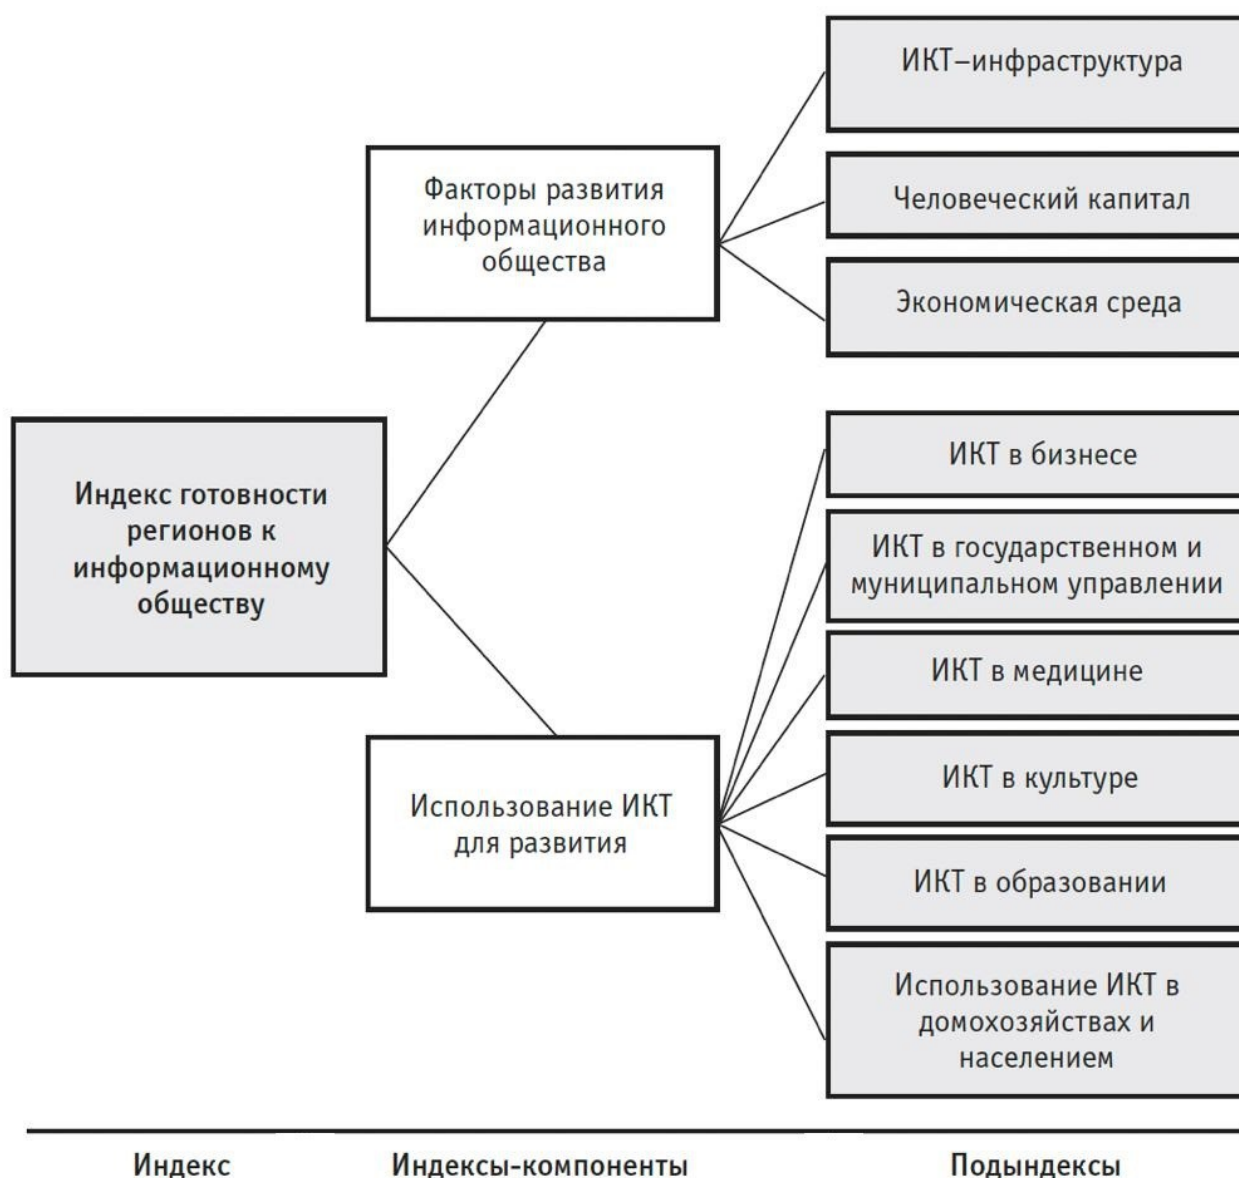 ИКТ–инфраструктура
Факторы развития
информационного
общества
Человеческий капитал
Экономическая среда
Индекс готовности
регионов к
информационному
обществу
ИКТ в бизнесе
ИКТ в государственном и
муниципальном управлении
ИКТ в медицине
Использование ИКТ
для развития
ИКТ в культуре
ИКТ в образовании
Использование ИКТ в
домохозяйствах и
населением
Индекс
Индексы-компоненты
Подындексы